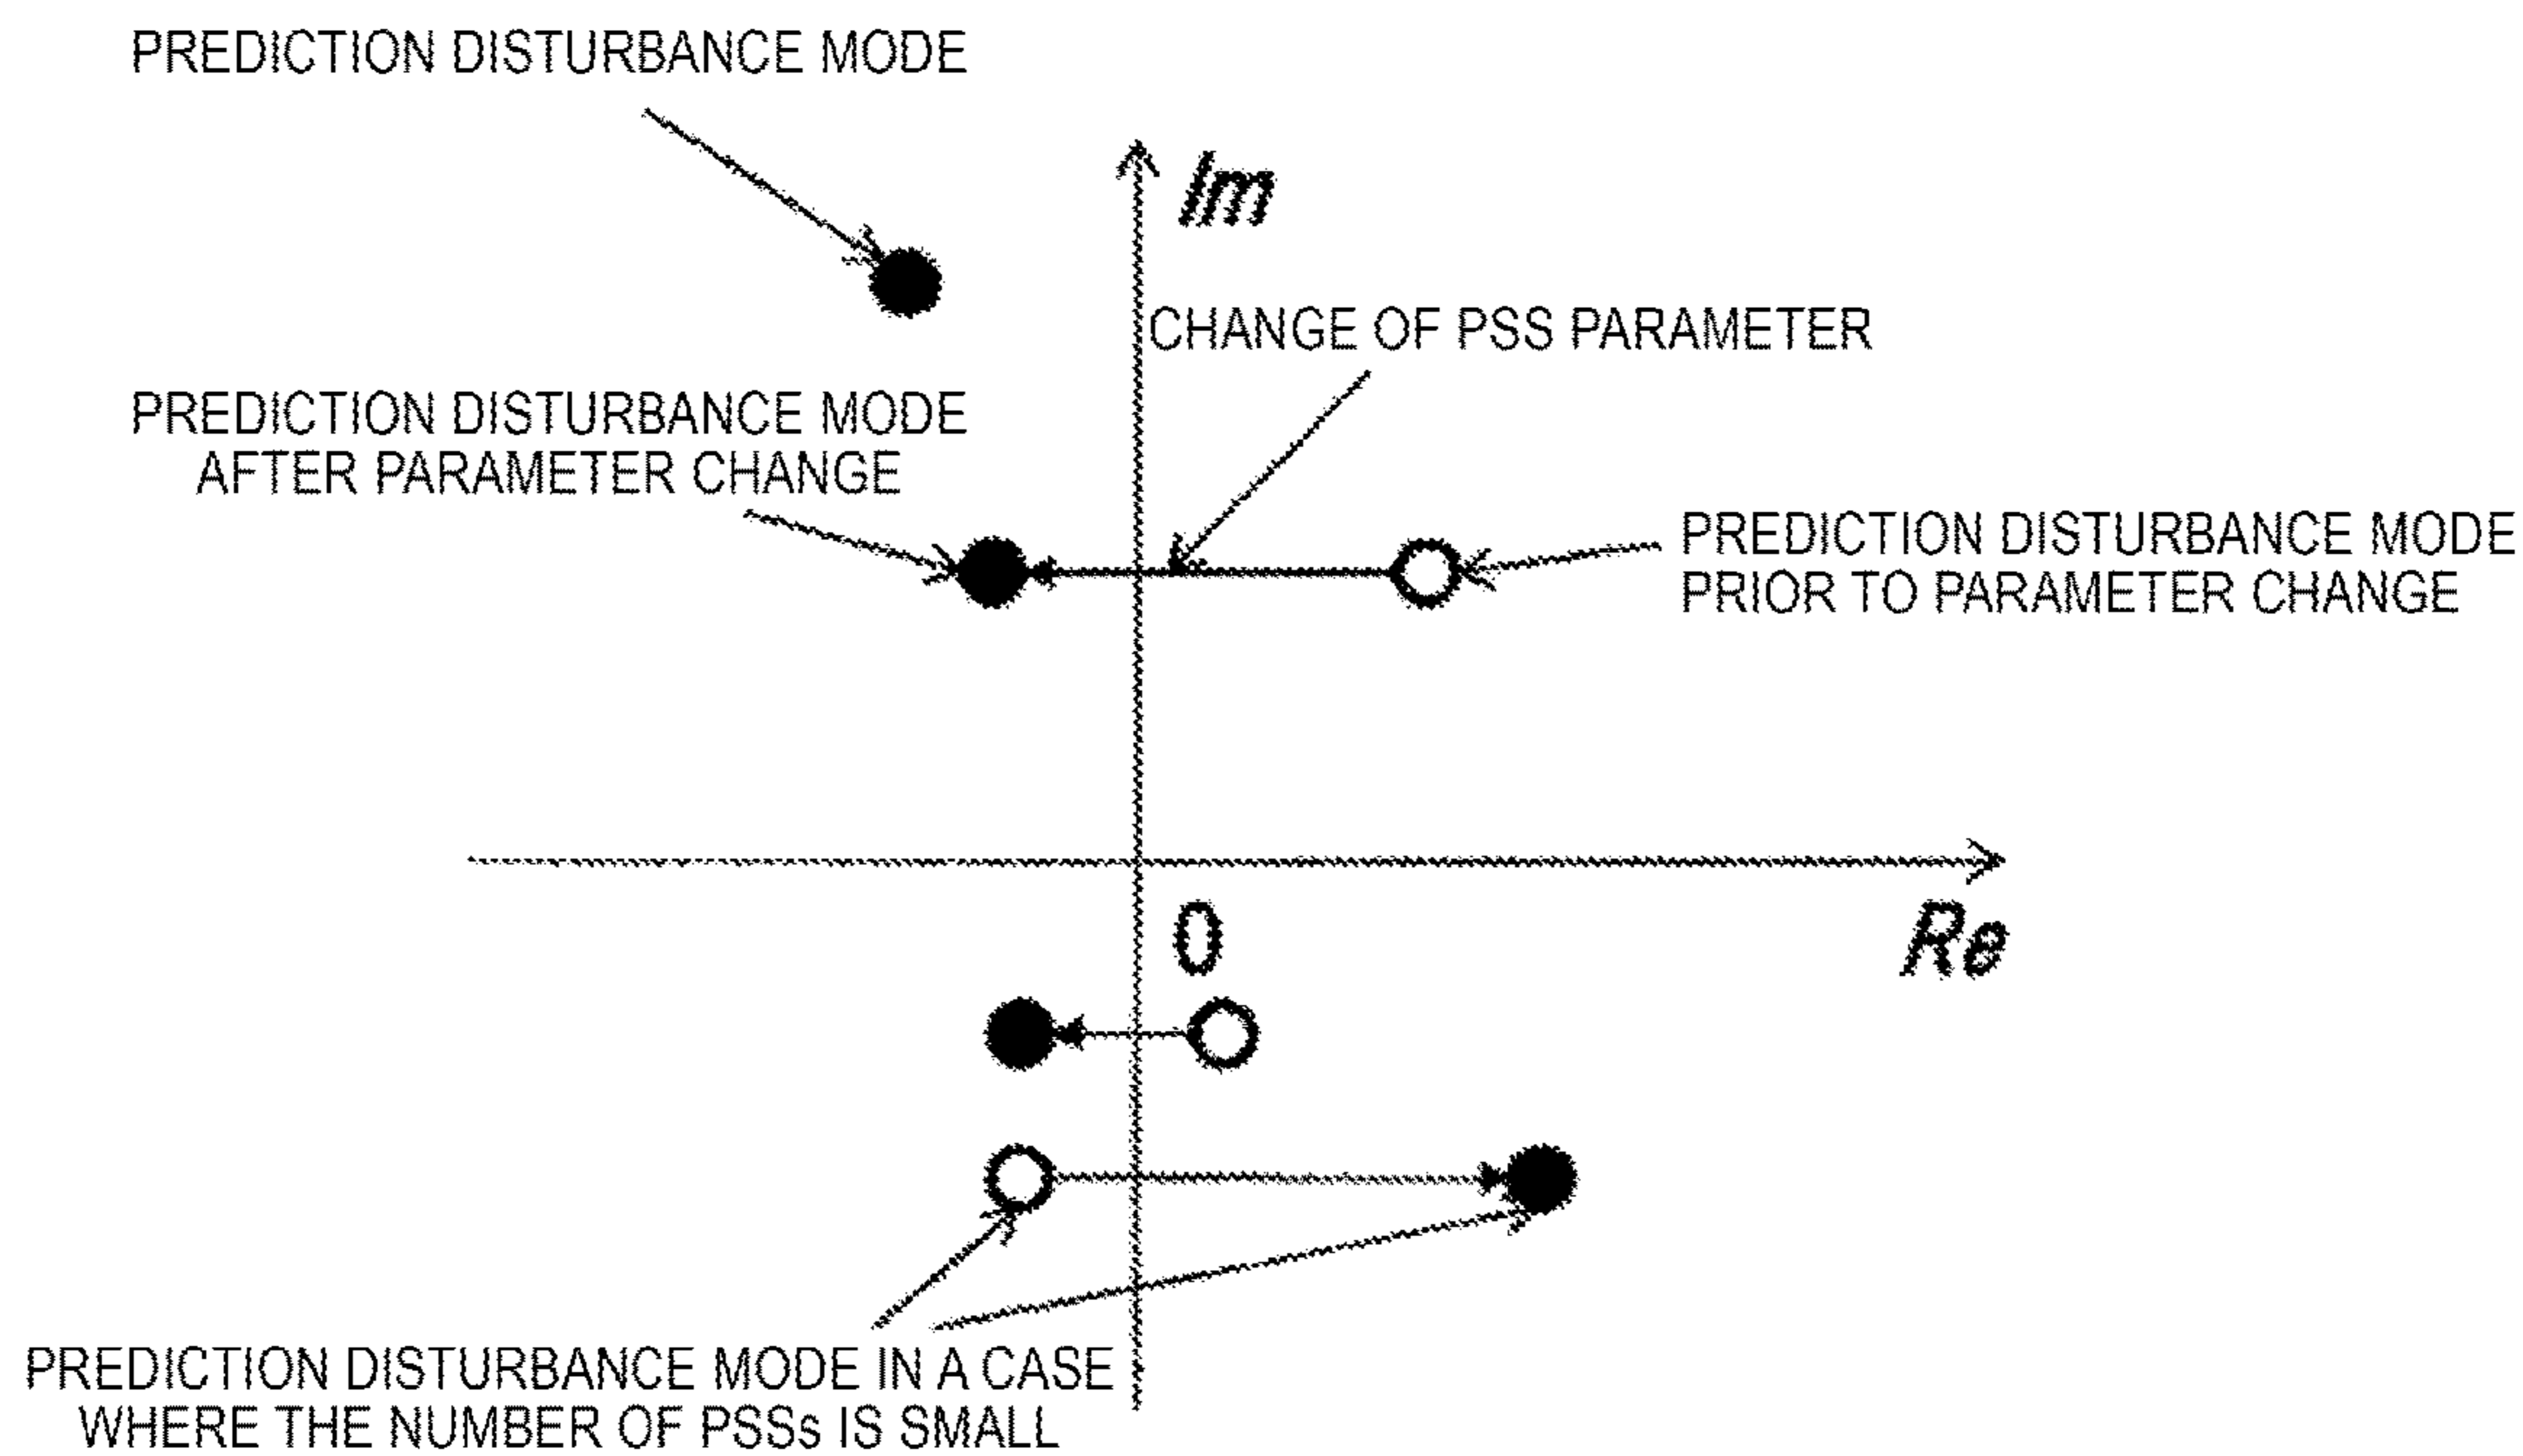 PREDICTION DISTURBANCE MODE
Im
CHANGE OF PSS PARAMETER
PREDICTION DISTURBANCE MODE
AFTER PARAMETER CHANGE
PREDICTION DISTURBANCE MODE
PRIOR TO PARAMETER CHANGE
0
Re
PREDICTION DISTURBANCE MODE IN A CASE
WHERE THE NUMBER OF PSSs IS SMALL